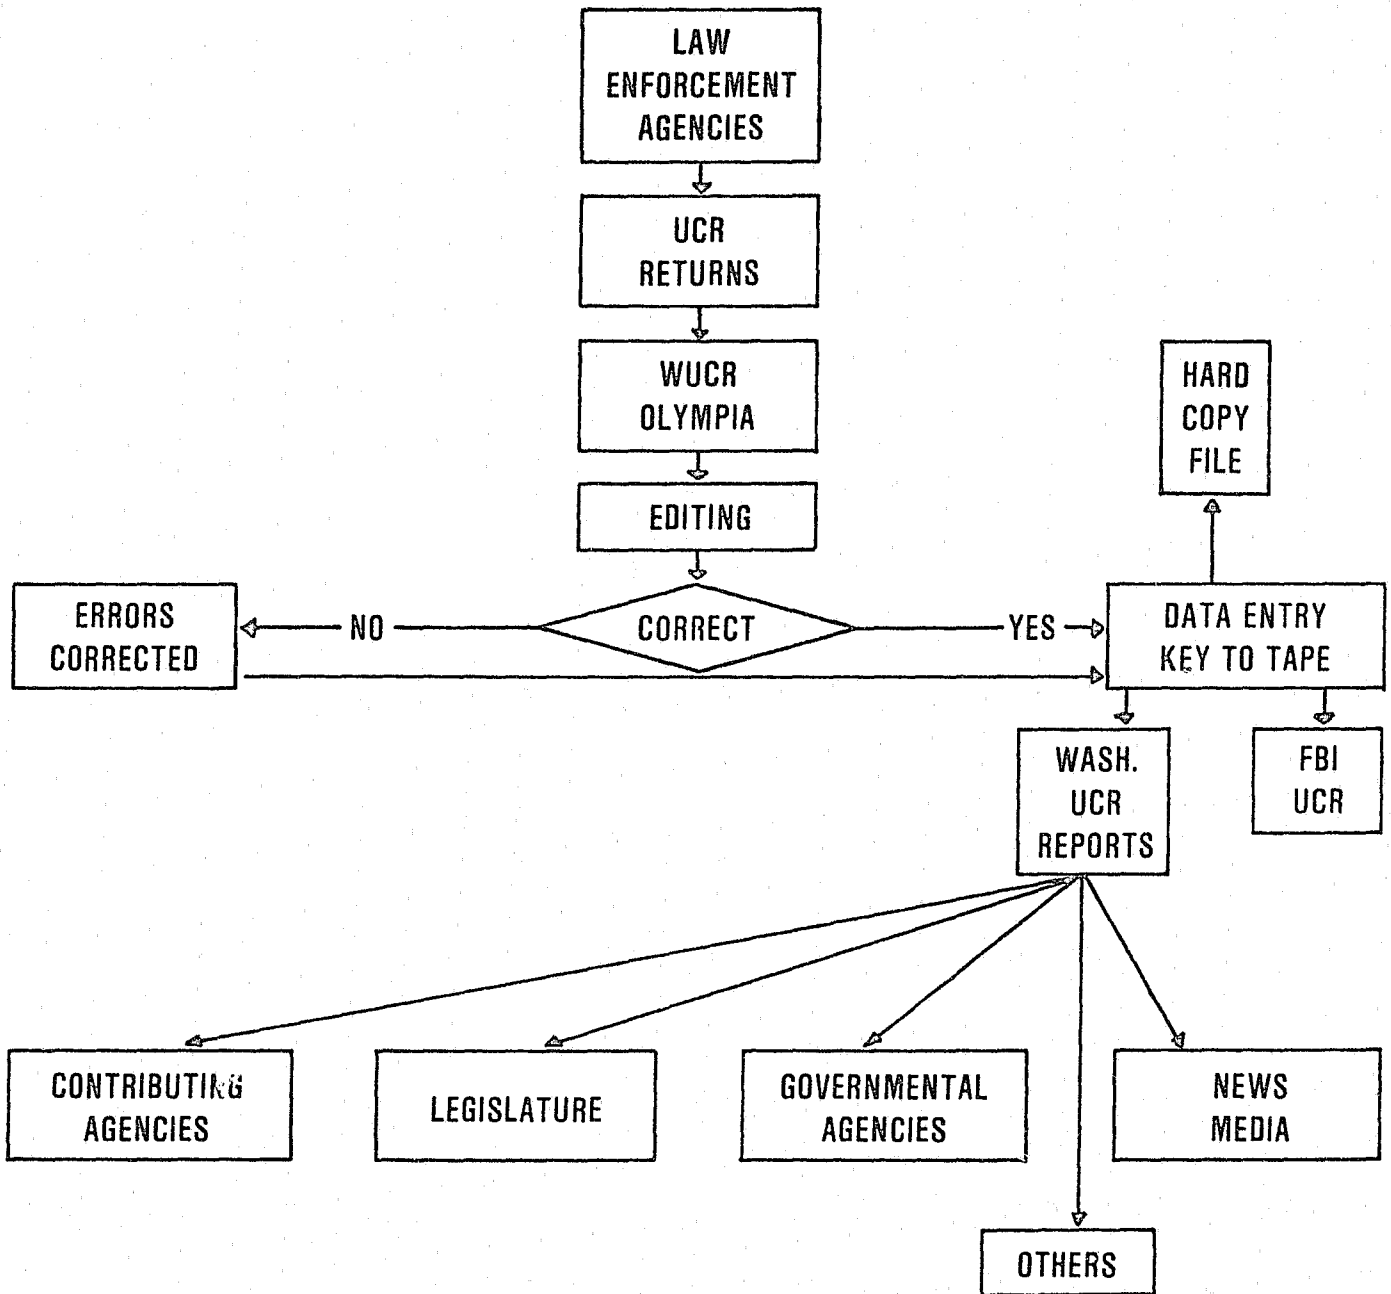 LAW
ENFORCEMENT
AGENCIES
UCR
RETURNS
WUCR
OLYMPIA
HARD
COPY
FILE
EDITING
ERRORS
CORRECTED
NO
CORRECT
YES
DATA ENTRY
KEY TO TAPE
WASH.
UCR
REPORTS
FBI
UCR
CONTRIBUTING
AGENCIES
LEGISLATURE
GOVERNMENTAL
AGENCIES
NEWS
MEDIA
OTHERS